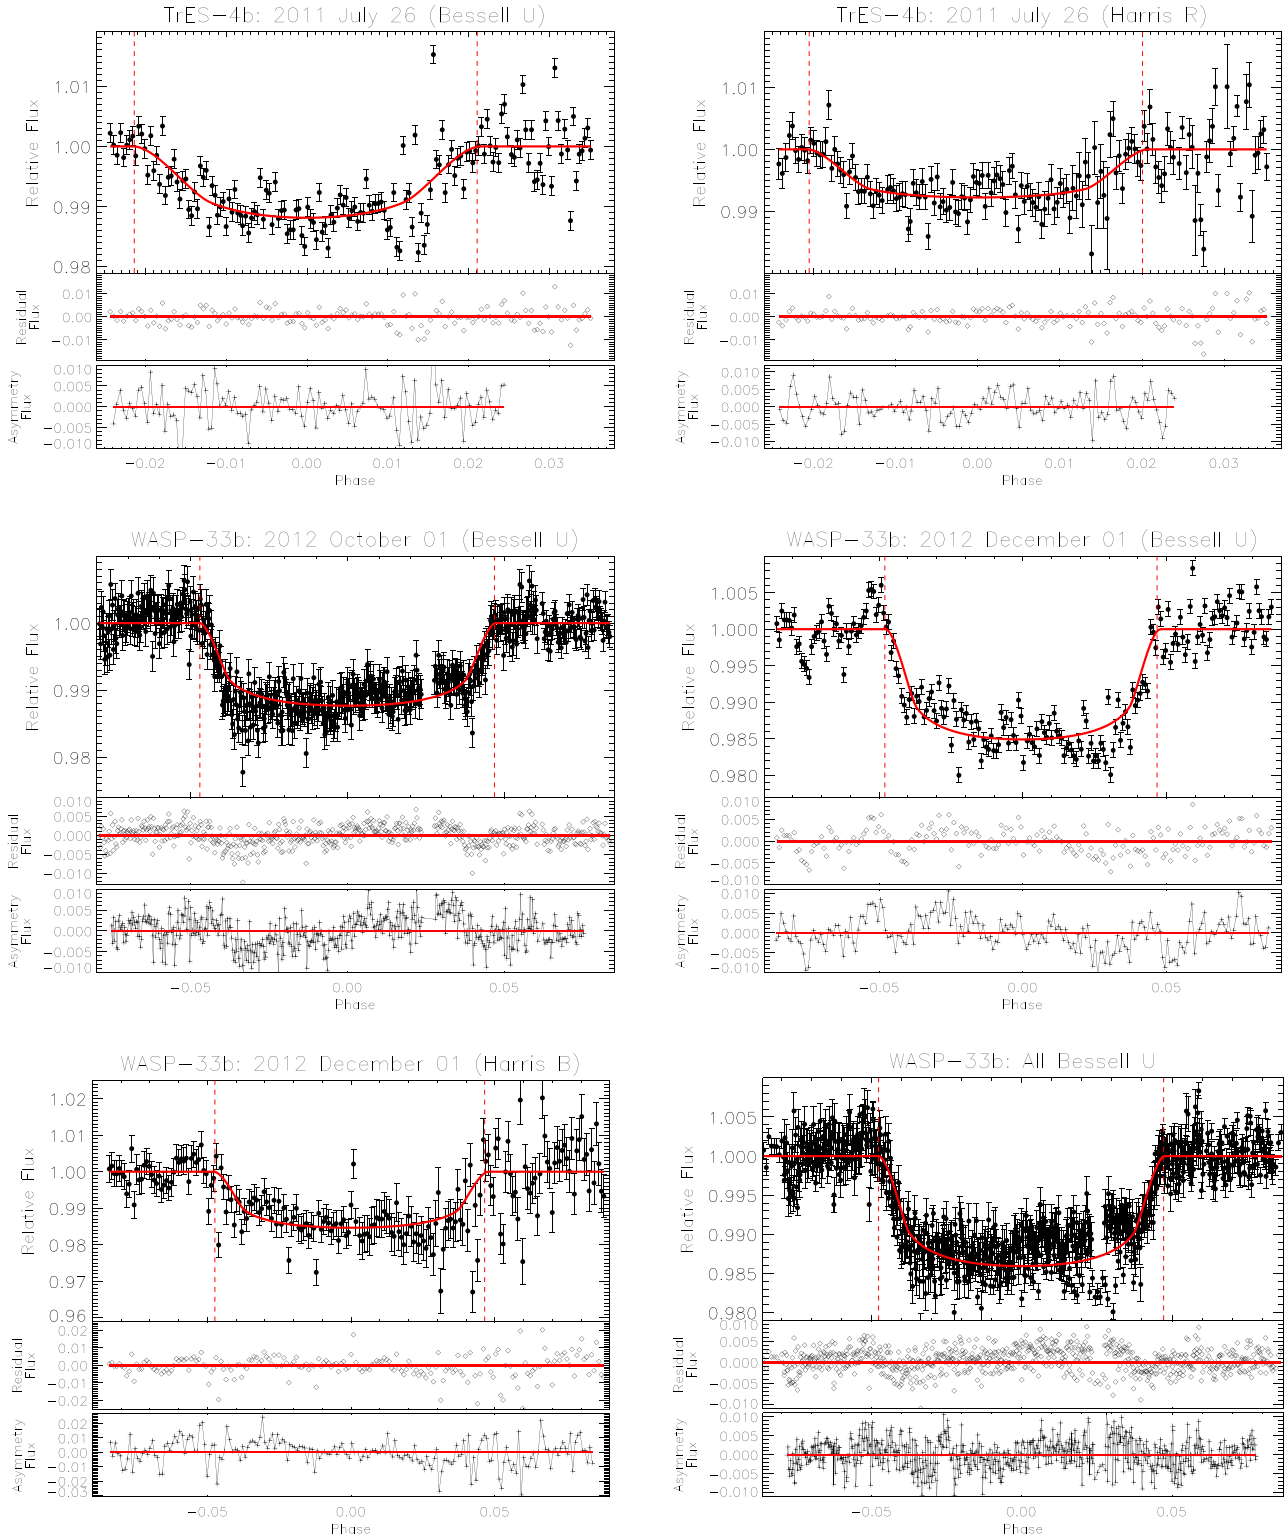 TrES-4b: 2011 July 26 (Bessell U)
Relative Flux
1.01
1.00
0.99
0.98
Residual
Flux
0.01
0.00
-0.01
Asymmetry
Flux
0.010
0.005
0.000
-0.005
-0.010
-0.02 -0.01 0.00 0.01 0.02 0.03
Phase
TrES-4b: 2011 July 26 (Harris R)
Relative Flux
1.01
1.00
0.99
Residual
Flux
0.01
0.00
-0.01
Asymmetry
Flux
0.010
0.005
0.000
-0.005
-0.010
-0.02 -0.01 0.00 0.01 0.02 0.03
Phase
WASP-33b: 2012 October 01 (Bessell U)
Relative Flux
1.00
0.99
0.98
Residual
Flux
0.010
0.005
0.000
-0.005
-0.010
Asymmetry
Flux
0.010
0.005
0.000
-0.005
-0.010
-0.05 0.00 0.05
Phase
WASP-33b: 2012 December 01 (Bessell U)
Relative Flux
1.005
1.000
0.995
0.990
0.985
0.980
Residual
Flux
0.010
0.005
0.000
-0.005
-0.010
Asymmetry
Flux
0.010
0.005
0.000
-0.005
-0.010
-0.05 0.00 0.05
Phase
WASP-33b: 2012 December 01 (Harris B)
Relative Flux
1.02
1.01
1.00
0.99
0.98
0.97
0.96
Residual
Flux
0.02
0.01
0.00
-0.01
-0.02
Asymmetry
Flux
0.02
0.01
0.00
-0.01
-0.02
-0.03
-0.05 0.00 0.05
Phase
WASP-33b: All Bessell U
Relative Flux
1.005
1.000
0.995
0.990
0.985
0.980
Residual
Flux
0.010
0.005
0.000
-0.005
-0.010
Asymmetry
Flux
0.010
0.005
0.000
-0.005
-0.010
-0.05 0.00 0.05
Phase